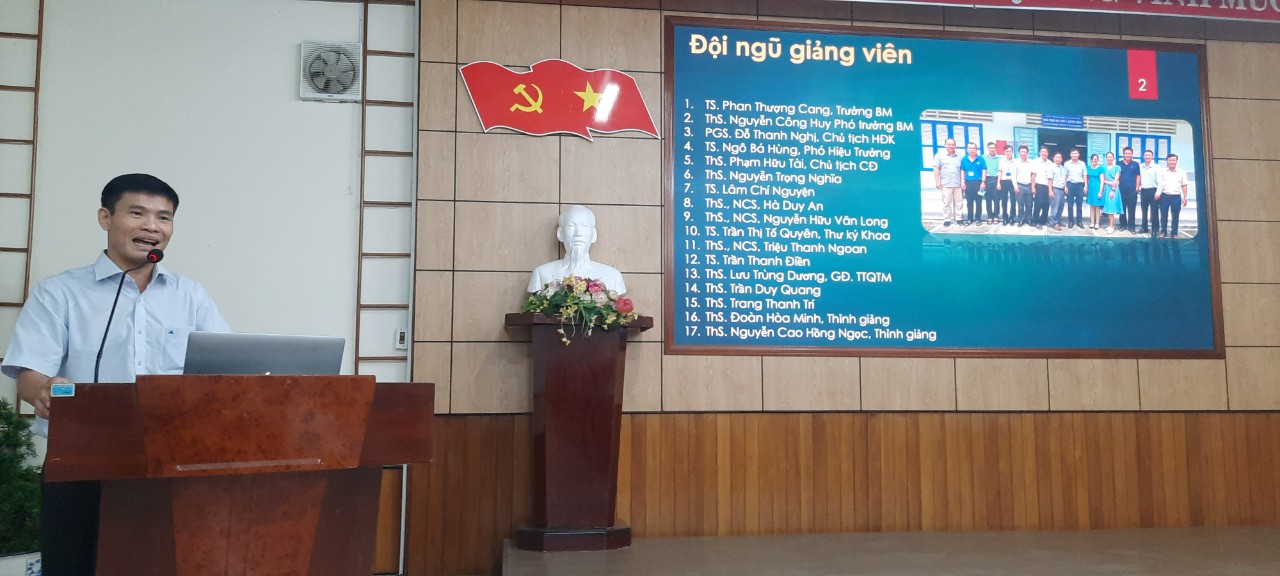 Đội ngũ giảng viên
2
1. TS. Phan Thượng Cang, Trưởng BM
2. ThS. Nguyễn Công Huy Phó trưởng BM
3. PGS. Đỗ Thanh Nghị, Chủ tịch HĐK
4. TS. Ngô Bá Hùng, Phó Hiệu Trưởng
5. ThS. Phạm Hữu Tài, Chủ tịch CĐ
6. ThS. Nguyễn Trọng Nghĩa
7. TS. Lâm Chí Nguyện
8. ThS., NCS, Hà Duy An
9. ThS., NCS, Nguyễn Hữu Vân Long
10. TS. Trần Thị Tố Quyên, Thư ký Khoa
11. ThS., NCS, Triệu Thanh Ngoan
12. TS. Trần Thanh Điền
13. ThS. Lưu Trùng Dương, GĐ. TTQTM
14. ThS. Trần Duy Quang
15. ThS. Trang Thanh Trí
16. ThS. Đoàn Hòa Minh, Thỉnh giảng
17. ThS. Nguyễn Cao Hồng Ngọc, Thỉnh giảng